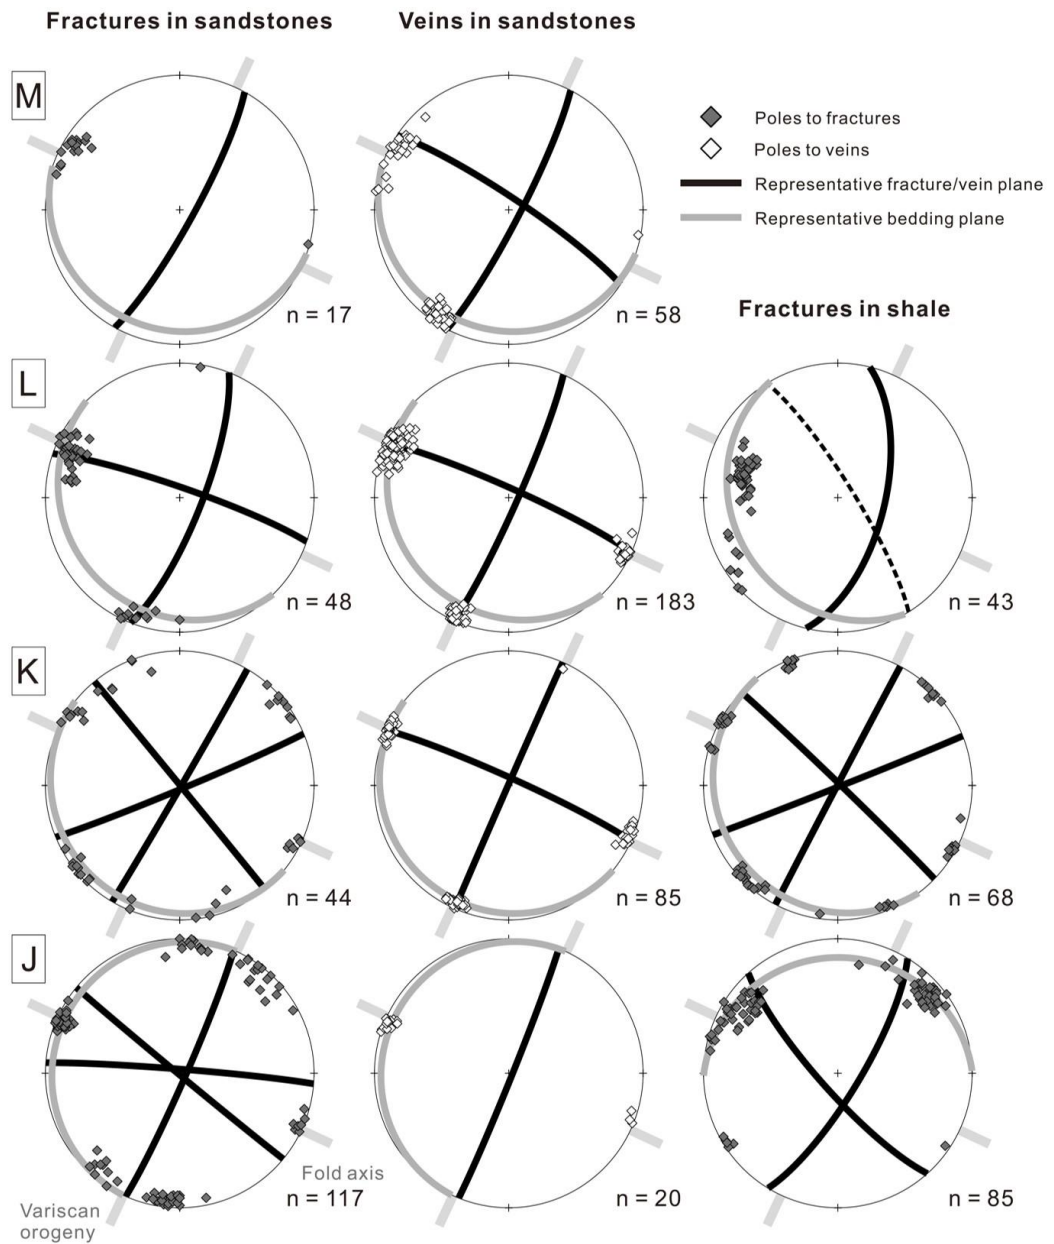 Fractures in sandstones
Veins in sandstones
M
Poles to fractures
Poles to veins
Representative fracture/vein plane
Representative bedding plane
n = 17
n = 58
Fractures in shale
L
n = 48
n = 183
n = 43
K
n = 44
n = 85
n = 68
J
Fold axis
n = 117
n = 20
n = 85
Variscan
orogeny